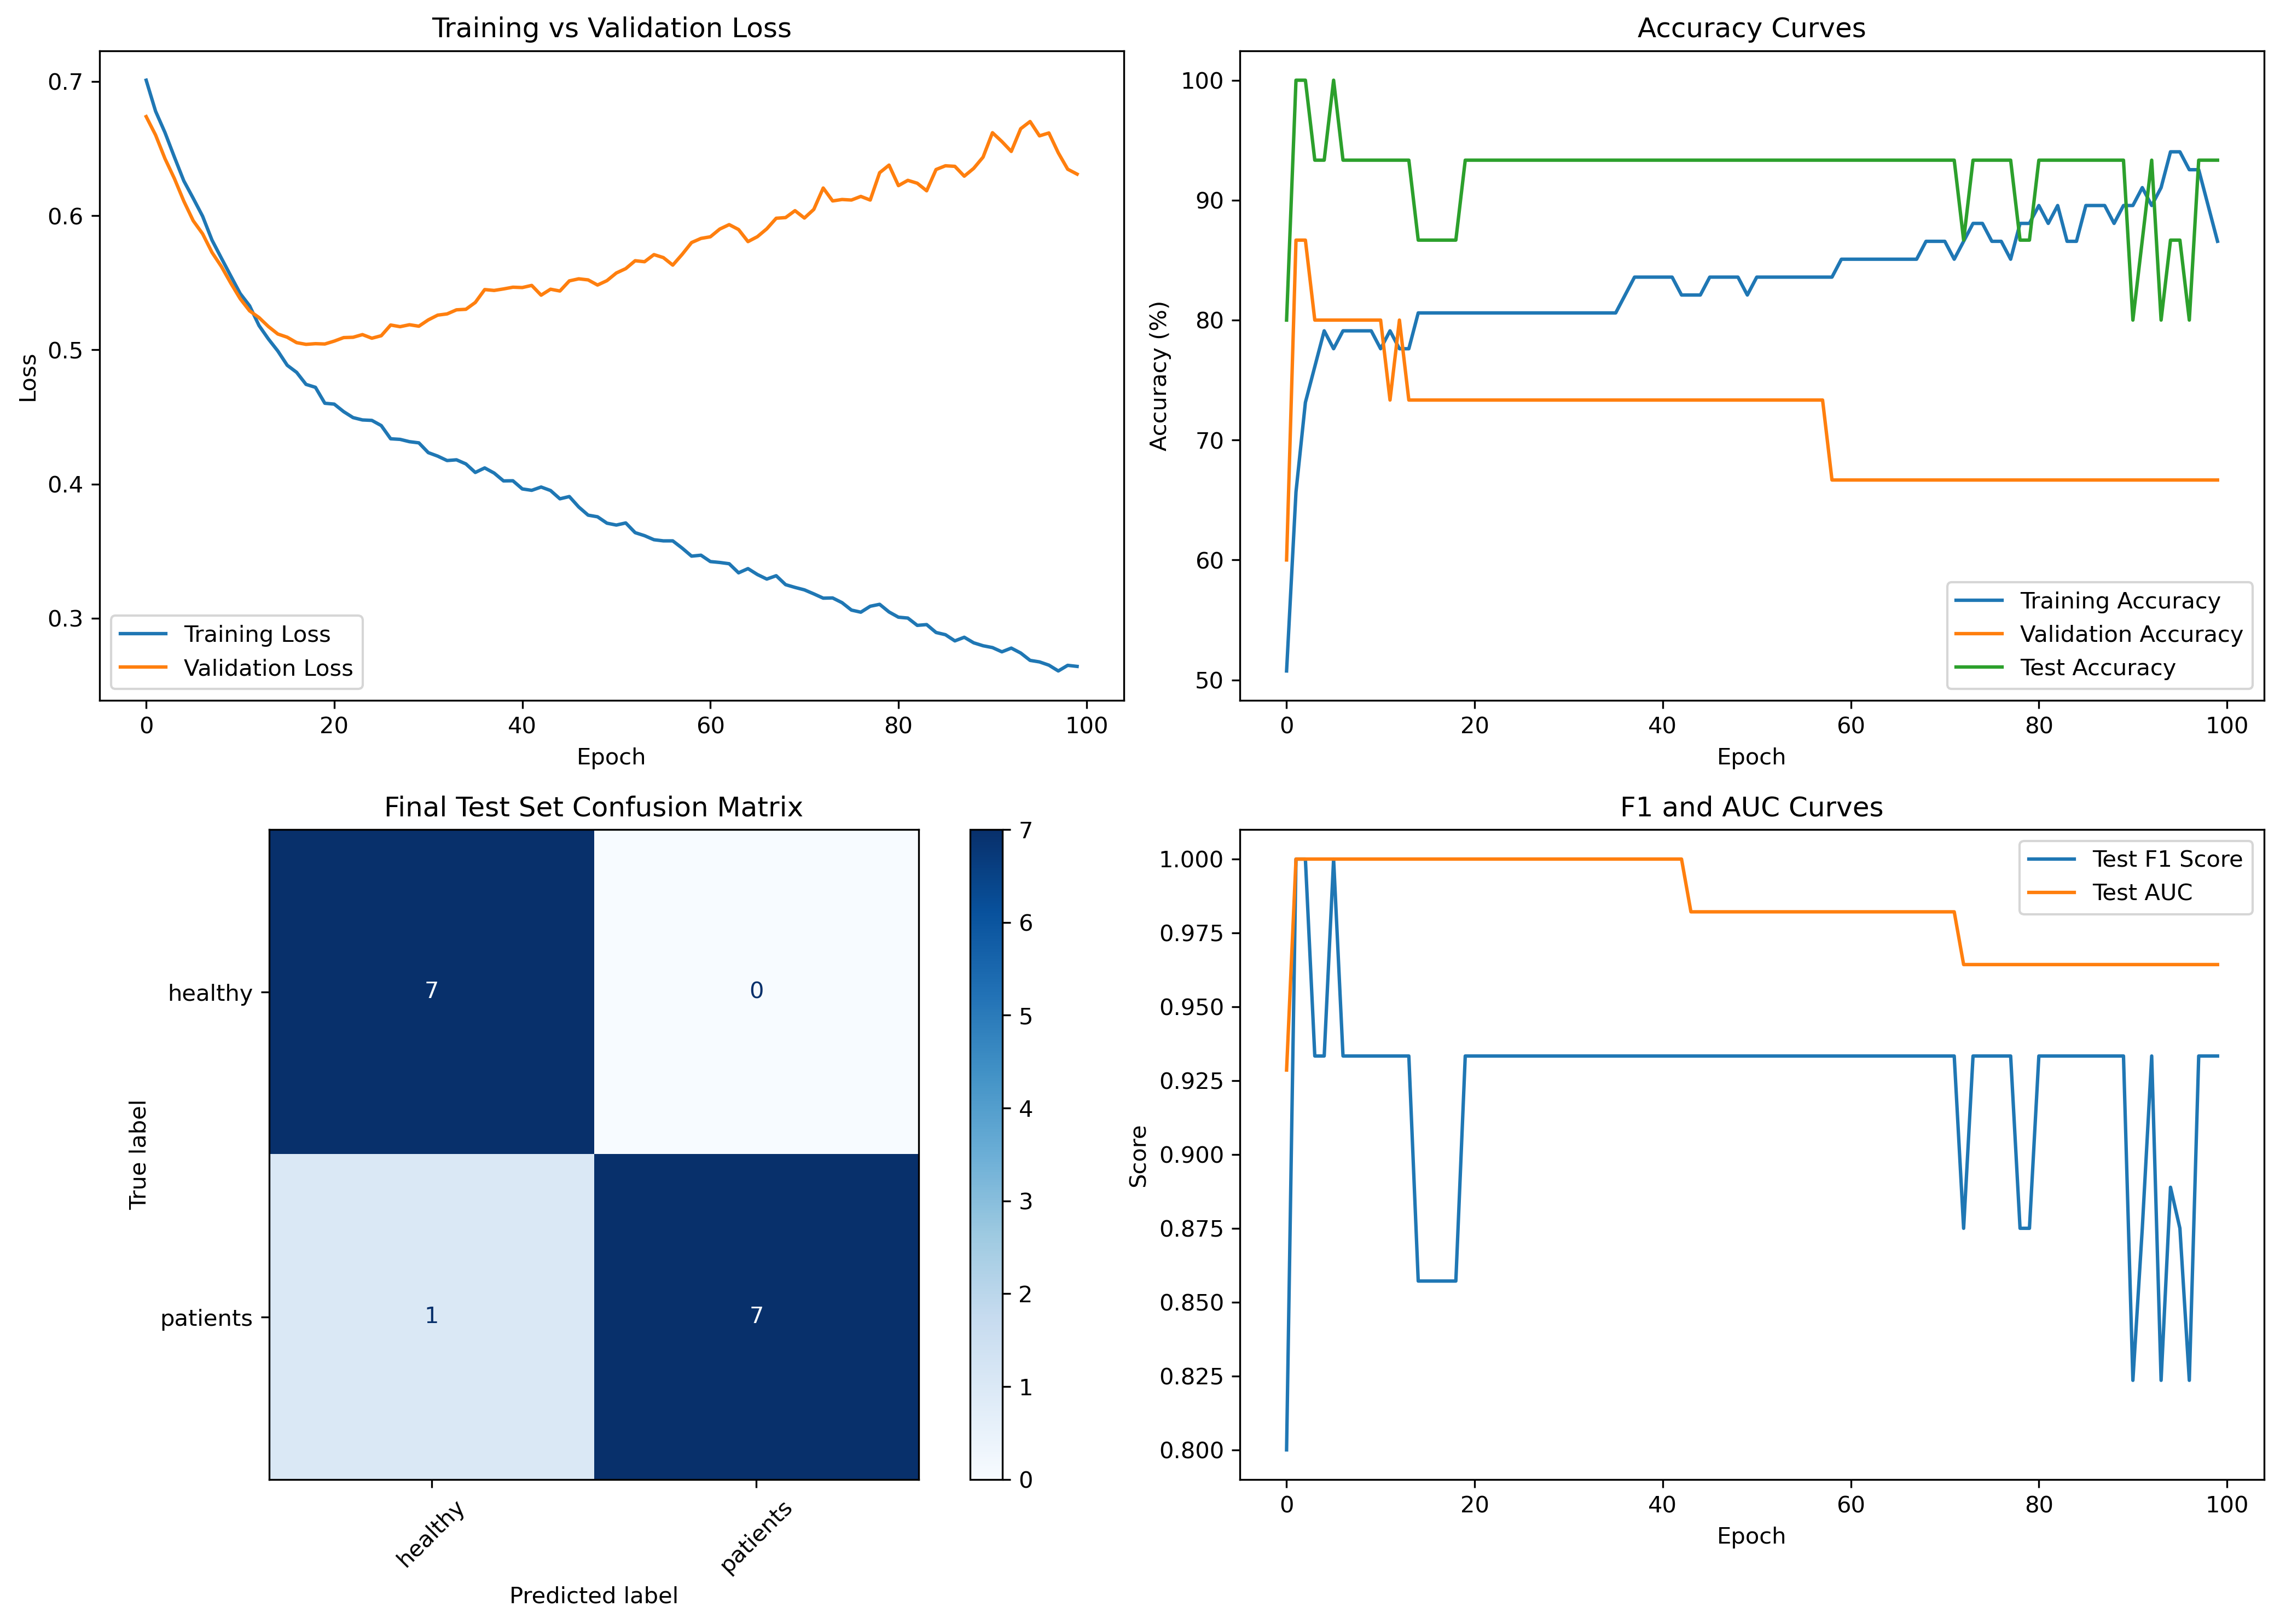 Training vs Validation Loss
0.7
0.6
0.5
0.4
0.3
Loss
Training Loss
Validation Loss
0 20 40 60 80 100
Epoch
Accuracy Curves
100
90
80
70
60
50
Accuracy (%)
Training Accuracy
Validation Accuracy
Test Accuracy
0 20 40 60 80 100
Epoch
Final Test Set Confusion Matrix
healthy
patients
True label
7 0
1 7
healthy patients
Predicted label
7
6
5
4
3
2
1
0
F1 and AUC Curves
1.000
0.975
0.950
0.925
0.900
0.875
0.850
0.825
0.800
Score
Test F1 Score
Test AUC
0 20 40 60 80 100
Epoch